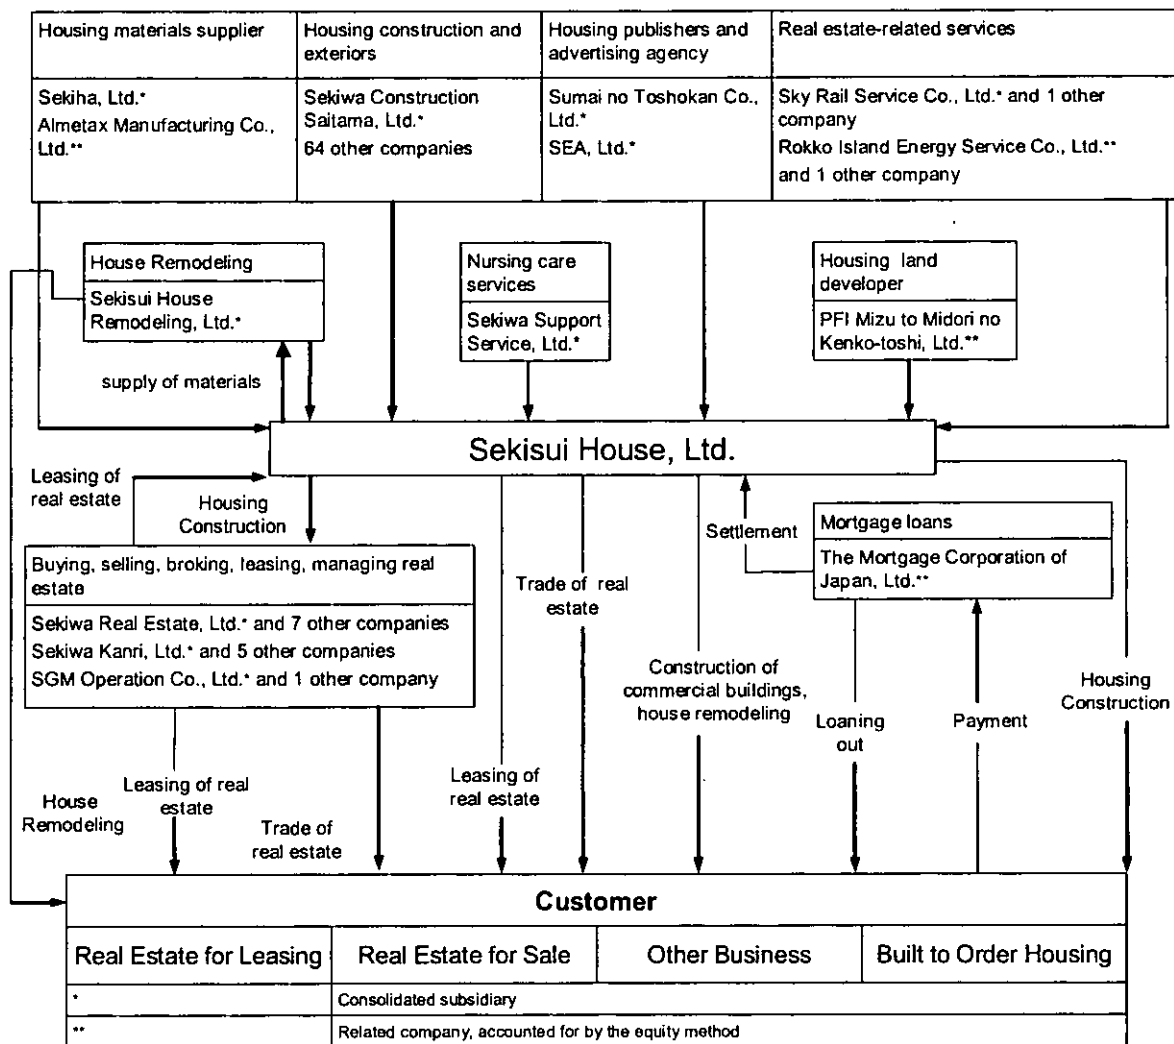 Housing materials supplier
Sekiha, Ltd.*
Almetax Manufacturing Co.,
Ltd.**
Housing construction and
exteriors
Sekiwa Construction
Saitama, Ltd.*
64 other companies
Housing publishers and
advertising agency
Sumai no Toshokan Co.,
Ltd.*
SEA, Ltd.*
Real estate-related services
Sky Rail Service Co., Ltd.* and 1 other
company
Rokko Island Energy Service Co., Ltd.**
and 1 other company
House Remodeling
Sekisui House
Remodeling, Ltd.*
Nursing care
services
Sekiwa Support
Service, Ltd.*
Housing land
developer
PFI Mizu to Midori no
Kenko-toshi, Ltd.**
supply of materials
Sekisui House, Ltd.
Leasing of
real estate
Housing
Construction
Settlement
Mortgage loans
The Mortgage Corporation of
Japan, Ltd.**
Buying, selling, broking, leasing, managing real
estate
Sekiwa Real Estate, Ltd.* and 7 other companies
Sekiwa Kanri, Ltd.* and 5 other companies
SGM Operation Co., Ltd.* and 1 other company
Trade of real
estate
Construction of
commercial buildings,
house remodeling
Loaning
out
Payment
Housing
Construction
House
Remodeling
Leasing of real
estate
Trade of
real estate
Leasing of
real estate
Customer
Real Estate for Leasing
Real Estate for Sale
Other Business
Built to Order Housing
* Consolidated subsidiary
** Related company, accounted for by the equity method